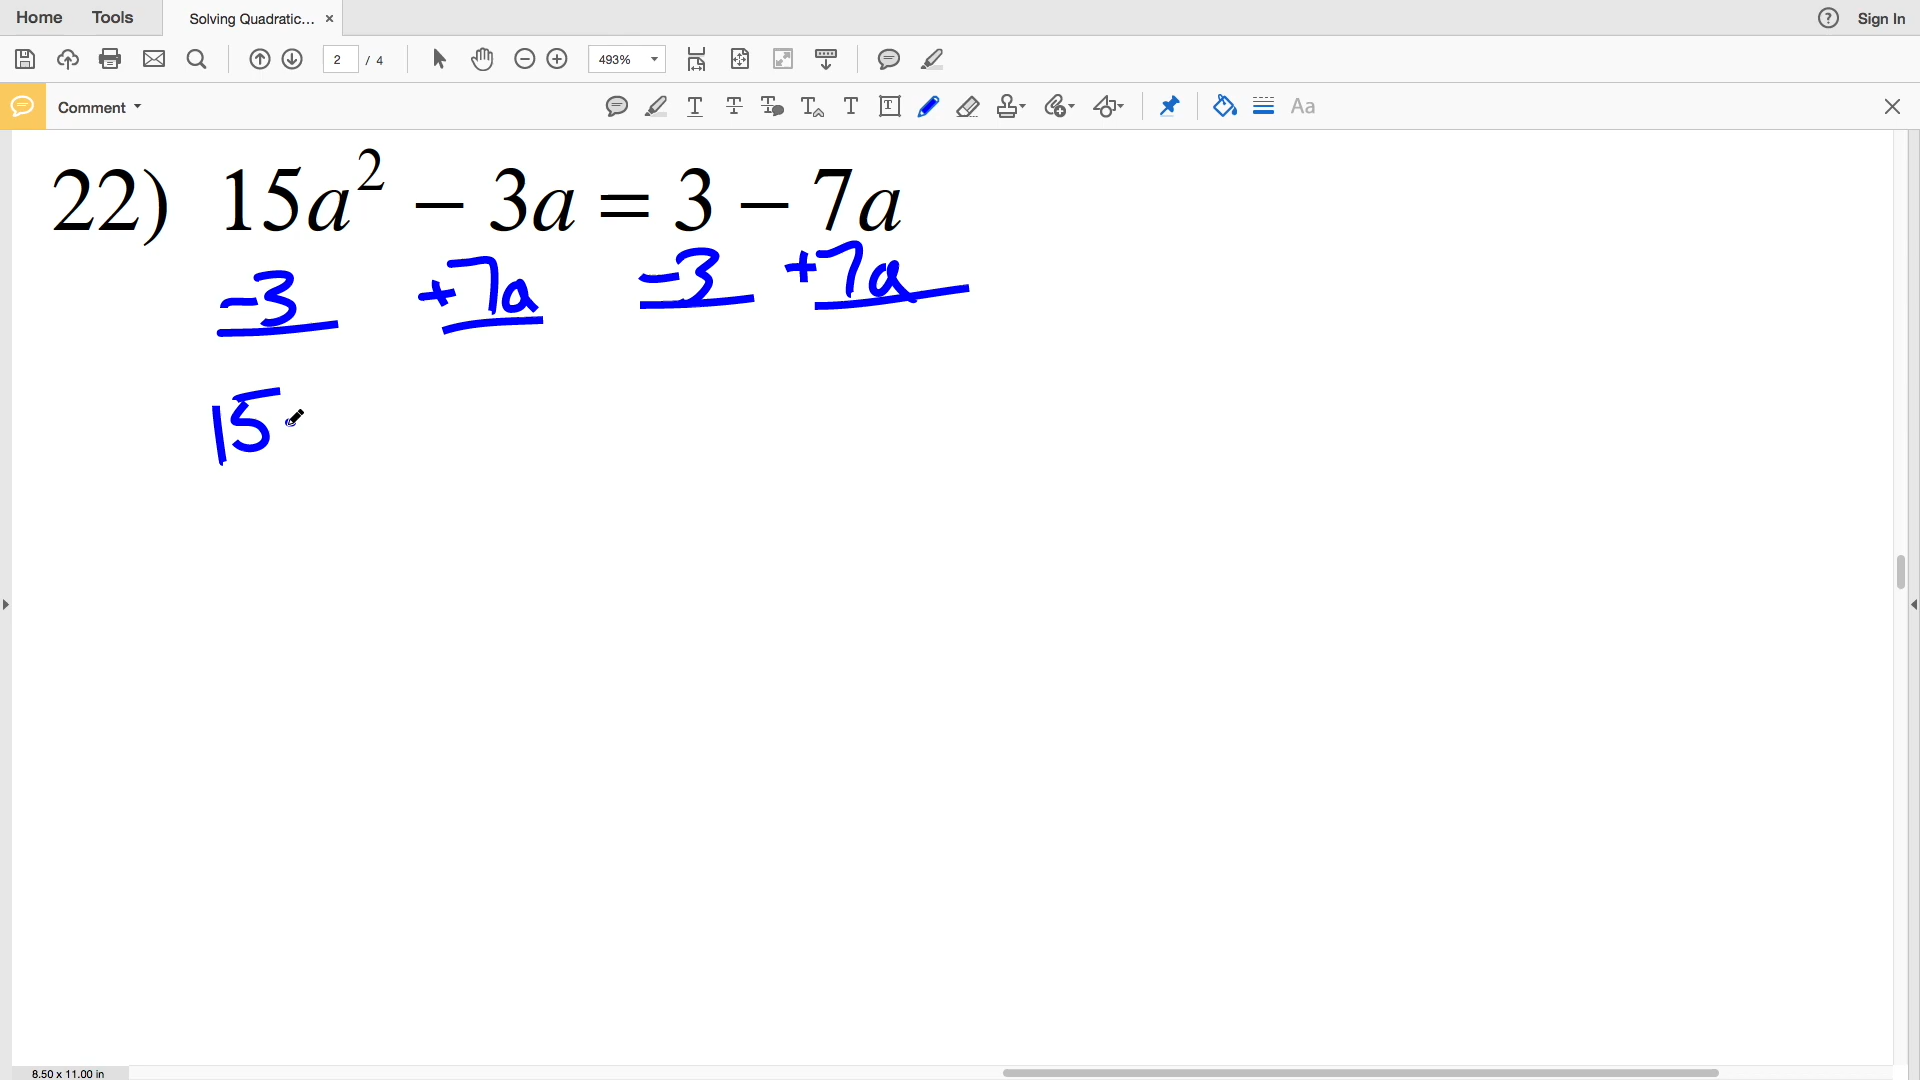 Home Tools Solving Quadratic... × ? Sign In
2 / 4 493%
Comment T T T T T T Aa
22) 15a² − 3a = 3 − 7a
-3 +7a -3 +7a
15
8.50 x 11.00 in